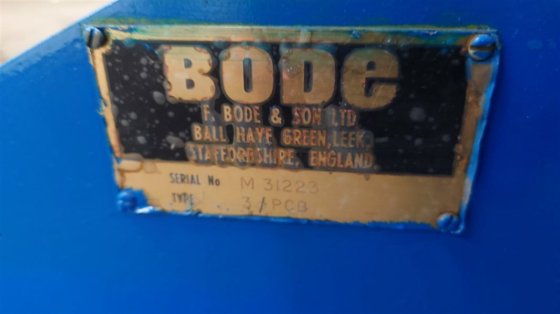 BODe
F. BODE & SON LTD
BALL HAYE GREEN, LEEK,
STAFFORDSHIRE, ENGLAND
SERIAL No M 31223
TYPE 3/PCB